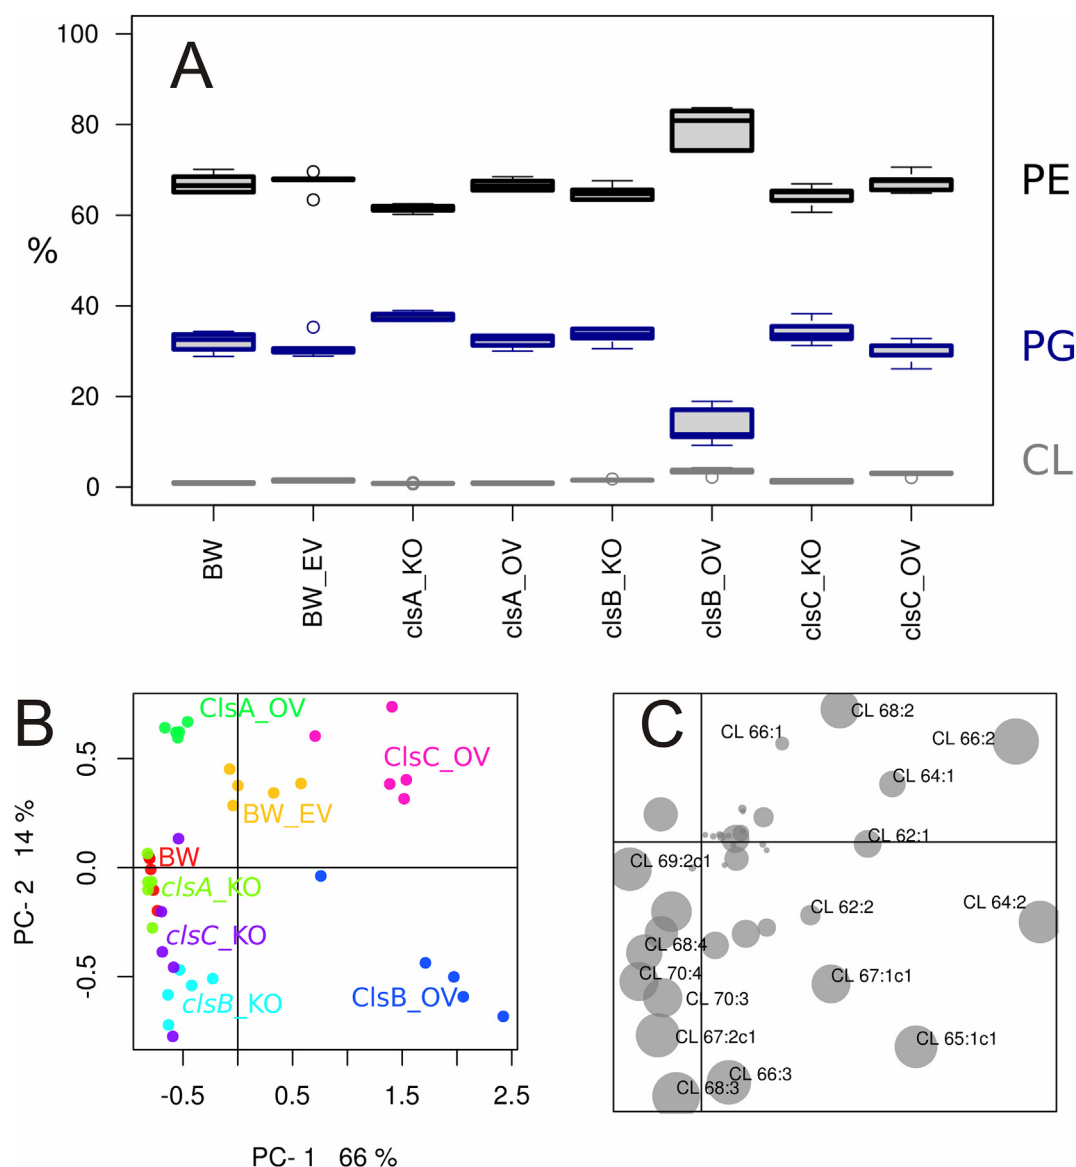 A
100
80
60
40
20
0
%
PE
PG
CL
BW
BW_EV
clsA_KO
clsA_OV
clsB_KO
clsB_OV
clsC_KO
clsC_OV
B
ClsA_OV
ClsC_OV
BW_EV
BW
clsA_KO
clsC_KO
clsB_KO
ClsB_OV
0.5
0.0
-0.5
PC- 2 14 %
-0.5 0.5 1.5 2.5
PC- 1 66 %
C
CL 68:2
CL 66:1
CL 66:2
CL 64:1
CL 62:1
CL 69:2c1
CL 64:2
CL 62:2
CL 68:4
CL 70:4
CL 67:1c1
CL 70:3
CL 67:2c1
CL 65:1c1
CL 66:3
CL 68:3